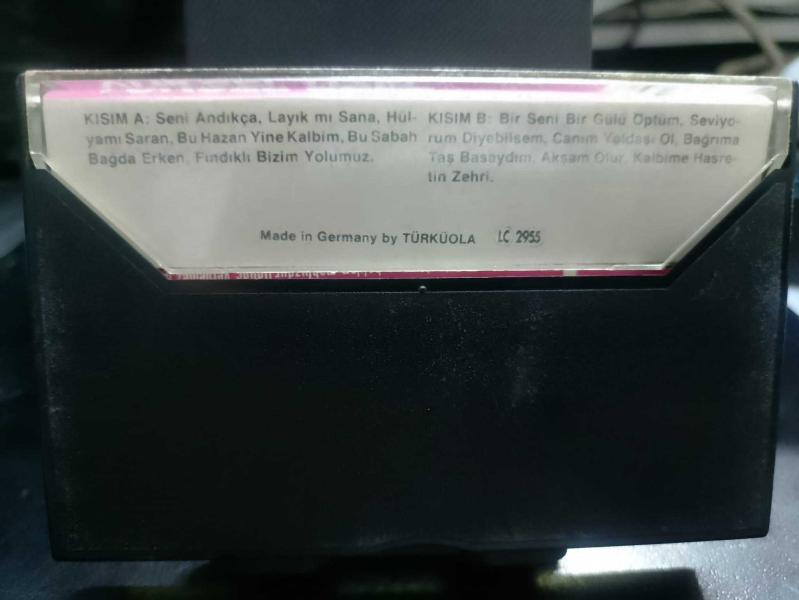 KISIM A: Seni Andıkça, Layık mı Sana, Hül-
yamı Saran, Bu Hazan Yine Kalbim, Bu Sabah
Bağda Erken, Fındıklı Bizim Yolumuz.
KISIM B: Bir Seni Bir Gülü Öptüm, Seviyo-
rum Diyebilsem, Canım Yoldaşı Ol, Bağrıma
Taş Basaydım, Akşam Olur, Kalbime Hasre-
tin Zehri.
Made in Germany by TÜRKÜOLA LC 2955